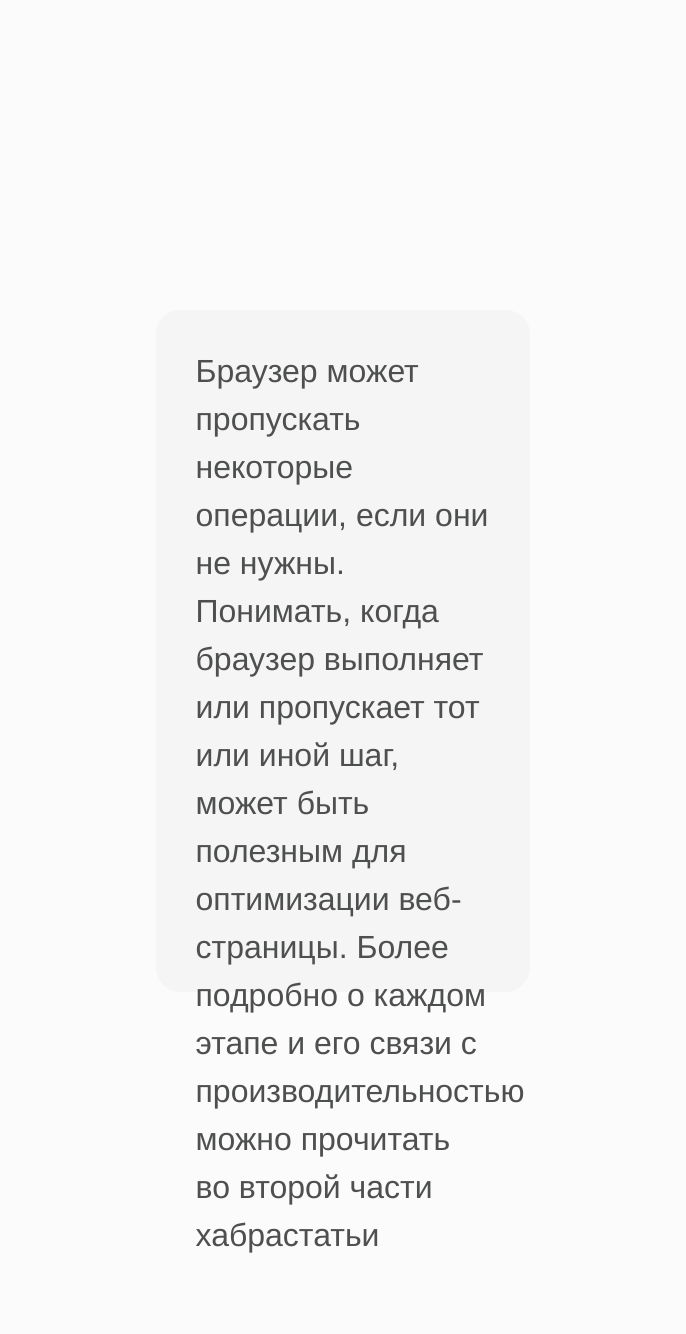 Браузер может
пропускать
некоторые
операции, если они
не нужны.
Понимать, когда
браузер выполняет
или пропускает тот
или иной шаг,
может быть
полезным для
оптимизации веб-
страницы. Более
подробно о каждом
этапе и его связи с
производительностью
можно прочитать
во второй части
хабрастатьи